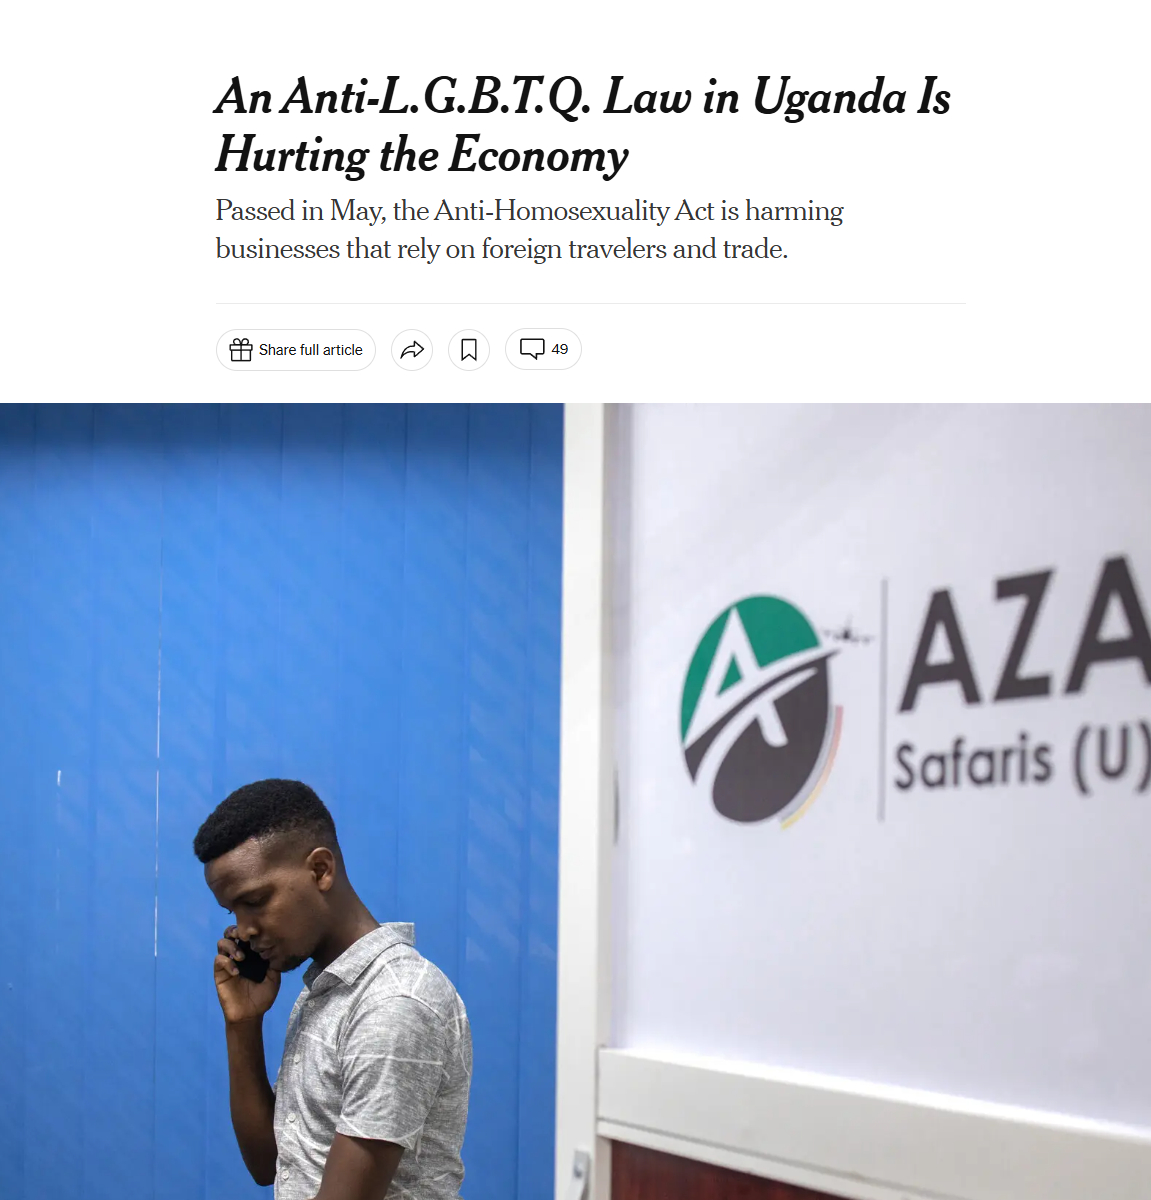 An Anti-L.G.B.T.Q. Law in Uganda Is
Hurting the Economy
Passed in May, the Anti-Homosexuality Act is harming
businesses that rely on foreign travelers and trade.
Share full article
49
AZA
Safaris (U)